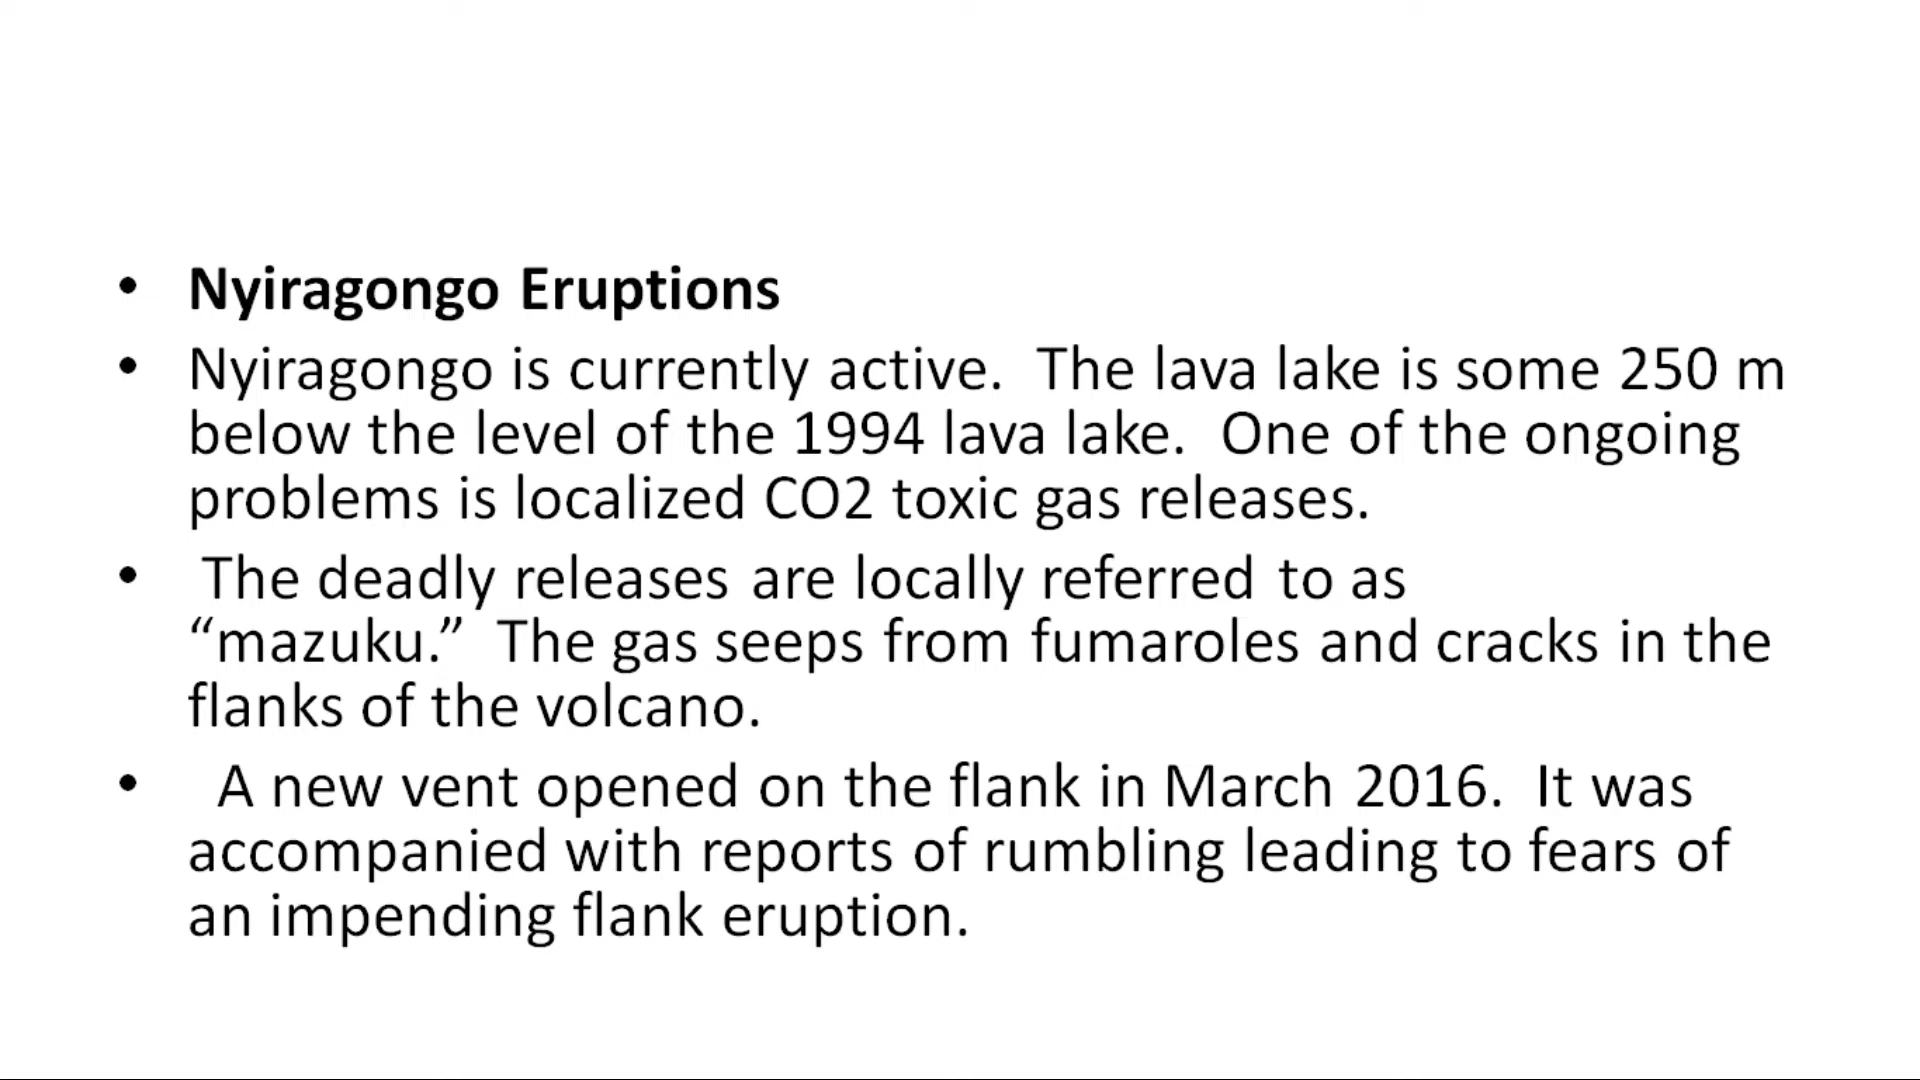 • Nyiragongo Eruptions
• Nyiragongo is currently active.  The lava lake is some 250 m
below the level of the 1994 lava lake.  One of the ongoing
problems is localized CO2 toxic gas releases.
•  The deadly releases are locally referred to as
“mazuku.”  The gas seeps from fumaroles and cracks in the
flanks of the volcano.
•   A new vent opened on the flank in March 2016.  It was
accompanied with reports of rumbling leading to fears of
an impending flank eruption.